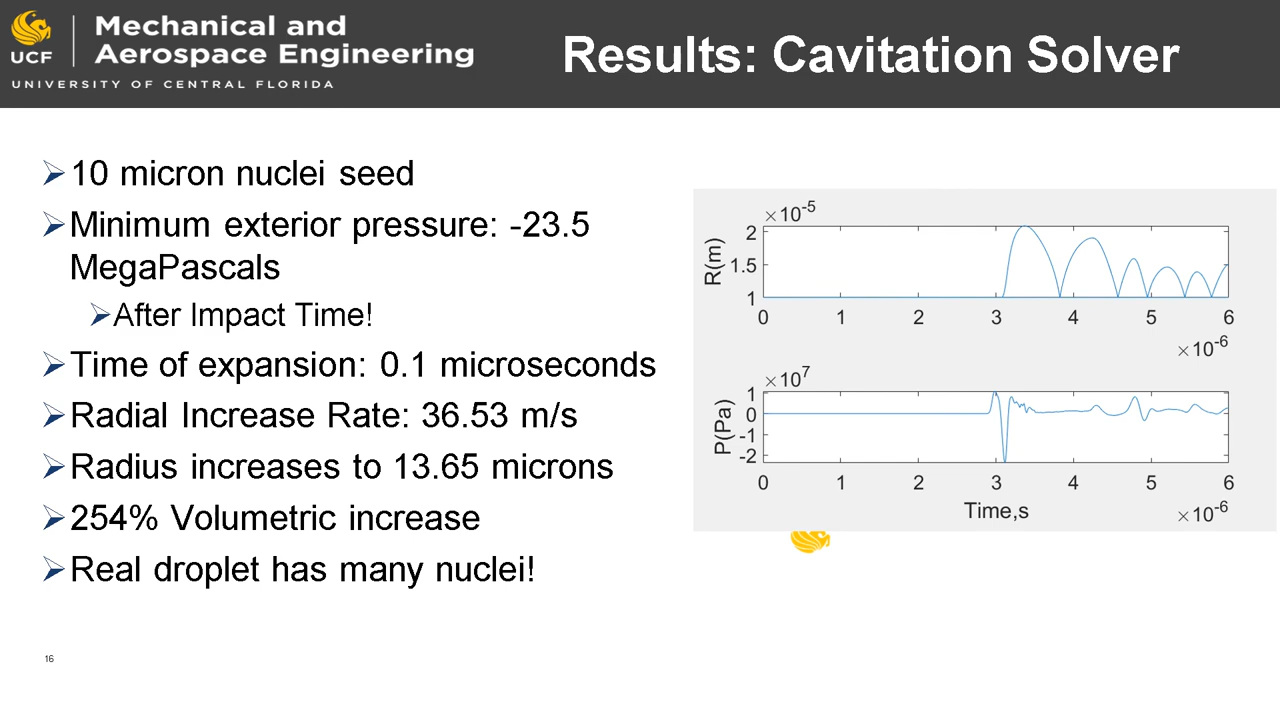 UCF
Mechanical and
Aerospace Engineering
UNIVERSITY OF CENTRAL FLORIDA
Results: Cavitation Solver
➢10 micron nuclei seed
➢Minimum exterior pressure: -23.5
MegaPascals
➢After Impact Time!
➢Time of expansion: 0.1 microseconds
➢Radial Increase Rate: 36.53 m/s
➢Radius increases to 13.65 microns
➢254% Volumetric increase
➢Real droplet has many nuclei!
×10⁻⁵
R(m)
2
1.5
1
0 1 2 3 4 5 6
×10⁻⁶
×10⁷
P(Pa)
1
0
-1
-2
0 1 2 3 4 5 6
Time,s
×10⁻⁶
16